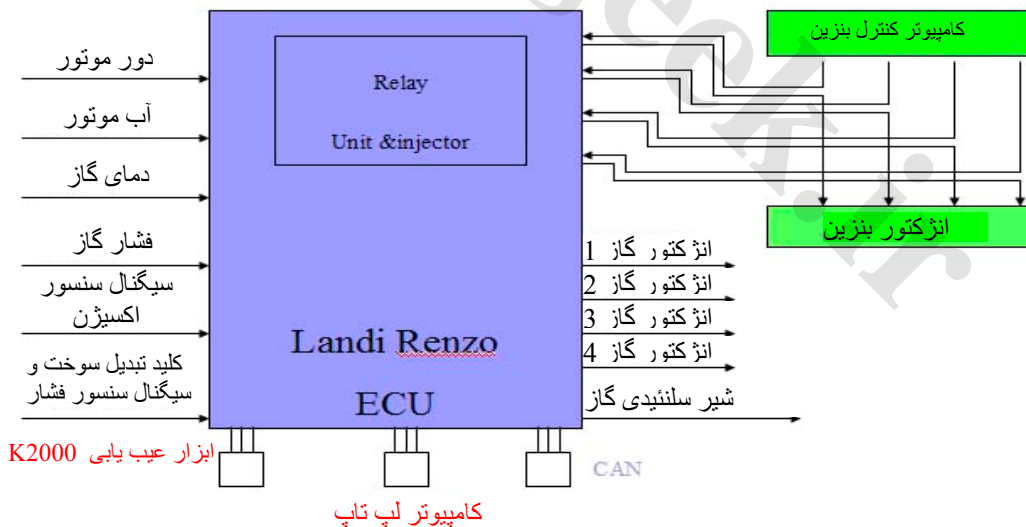 کامپیوتر کنترل بنزین
دور موتور
آب موتور
دمای گاز
فشار گاز
سیگنال سنسور
اکسیژن
کلید تبدیل سوخت و
سیگنال سنسور فشار
Relay
Unit &injector
Landi Renzo
ECU
انژکتور بنزین
انژکتور گاز 1
انژکتور گاز 2
انژکتور گاز 3
انژکتور گاز 4
شیر سلنئیدی گاز
ابزار عیب یابی K2000
کامپیوتر لپ تاپ
CAN
eek.ir